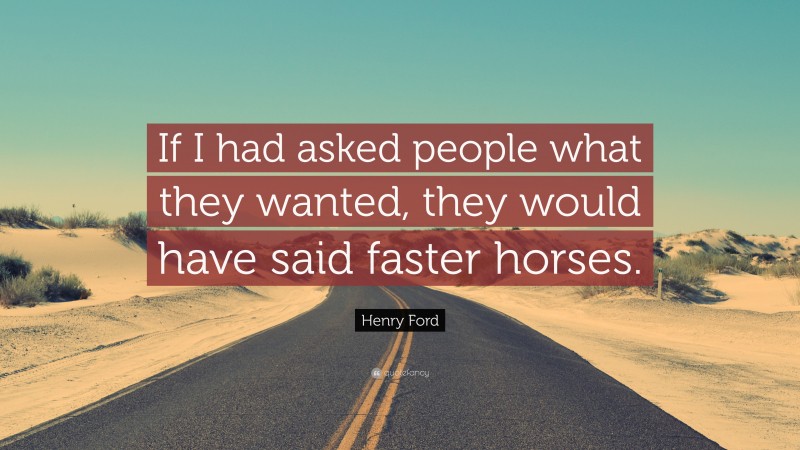 If I had asked people what
they wanted, they would
have said faster horses.
Henry Ford
quotefancy